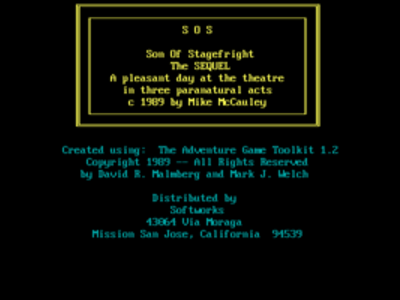 S O S
Son Of Stagefright
The SEQUEL
A pleasant day at the theatre
in three paranatural acts
c 1989 by Mike McCauley
Created using: The Adventure Game Toolkit 1.2
Copyright 1989 -- All Rights Reserved
by David R. Malmberg and Mark J. Welch
Distributed by
Softworks
43064 Via Moraga
Mission San Jose, California 94539